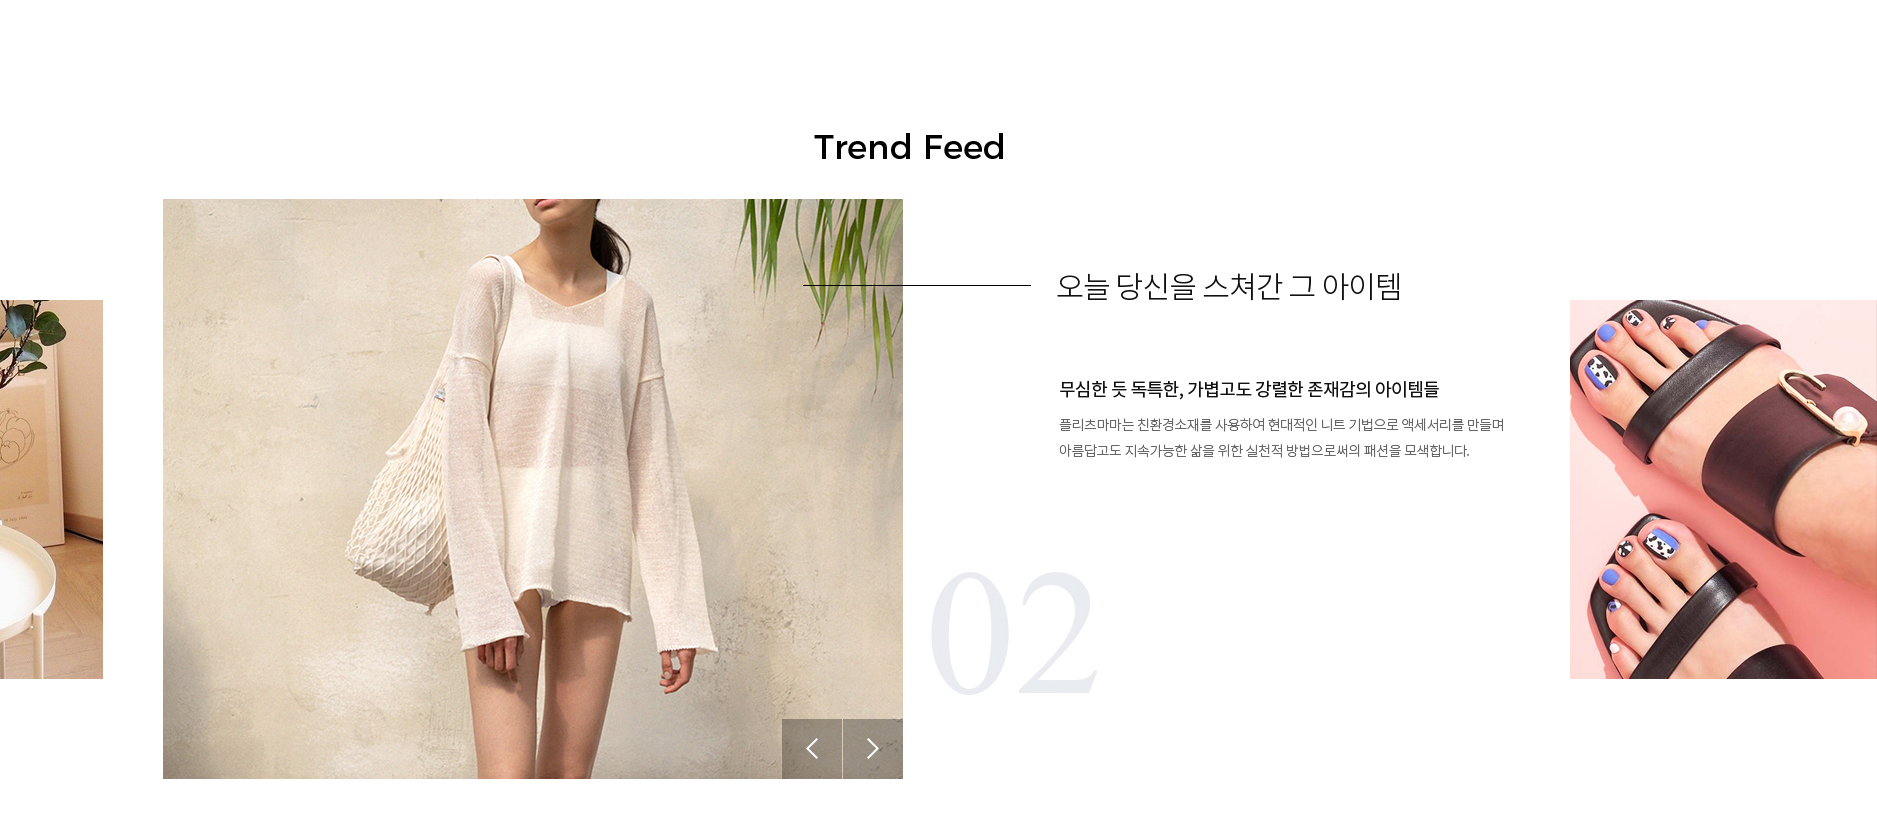 Trend Feed
오늘 당신을 스쳐간 그 아이템
무심한 듯 독특한, 가볍고도 강렬한 존재감의 아이템들
플리츠마마는 친환경소재를 사용하여 현대적인 니트 기법으로 액세서리를 만들며
아름답고도 지속가능한 삶을 위한 실천적 방법으로써의 패션을 모색합니다.
02